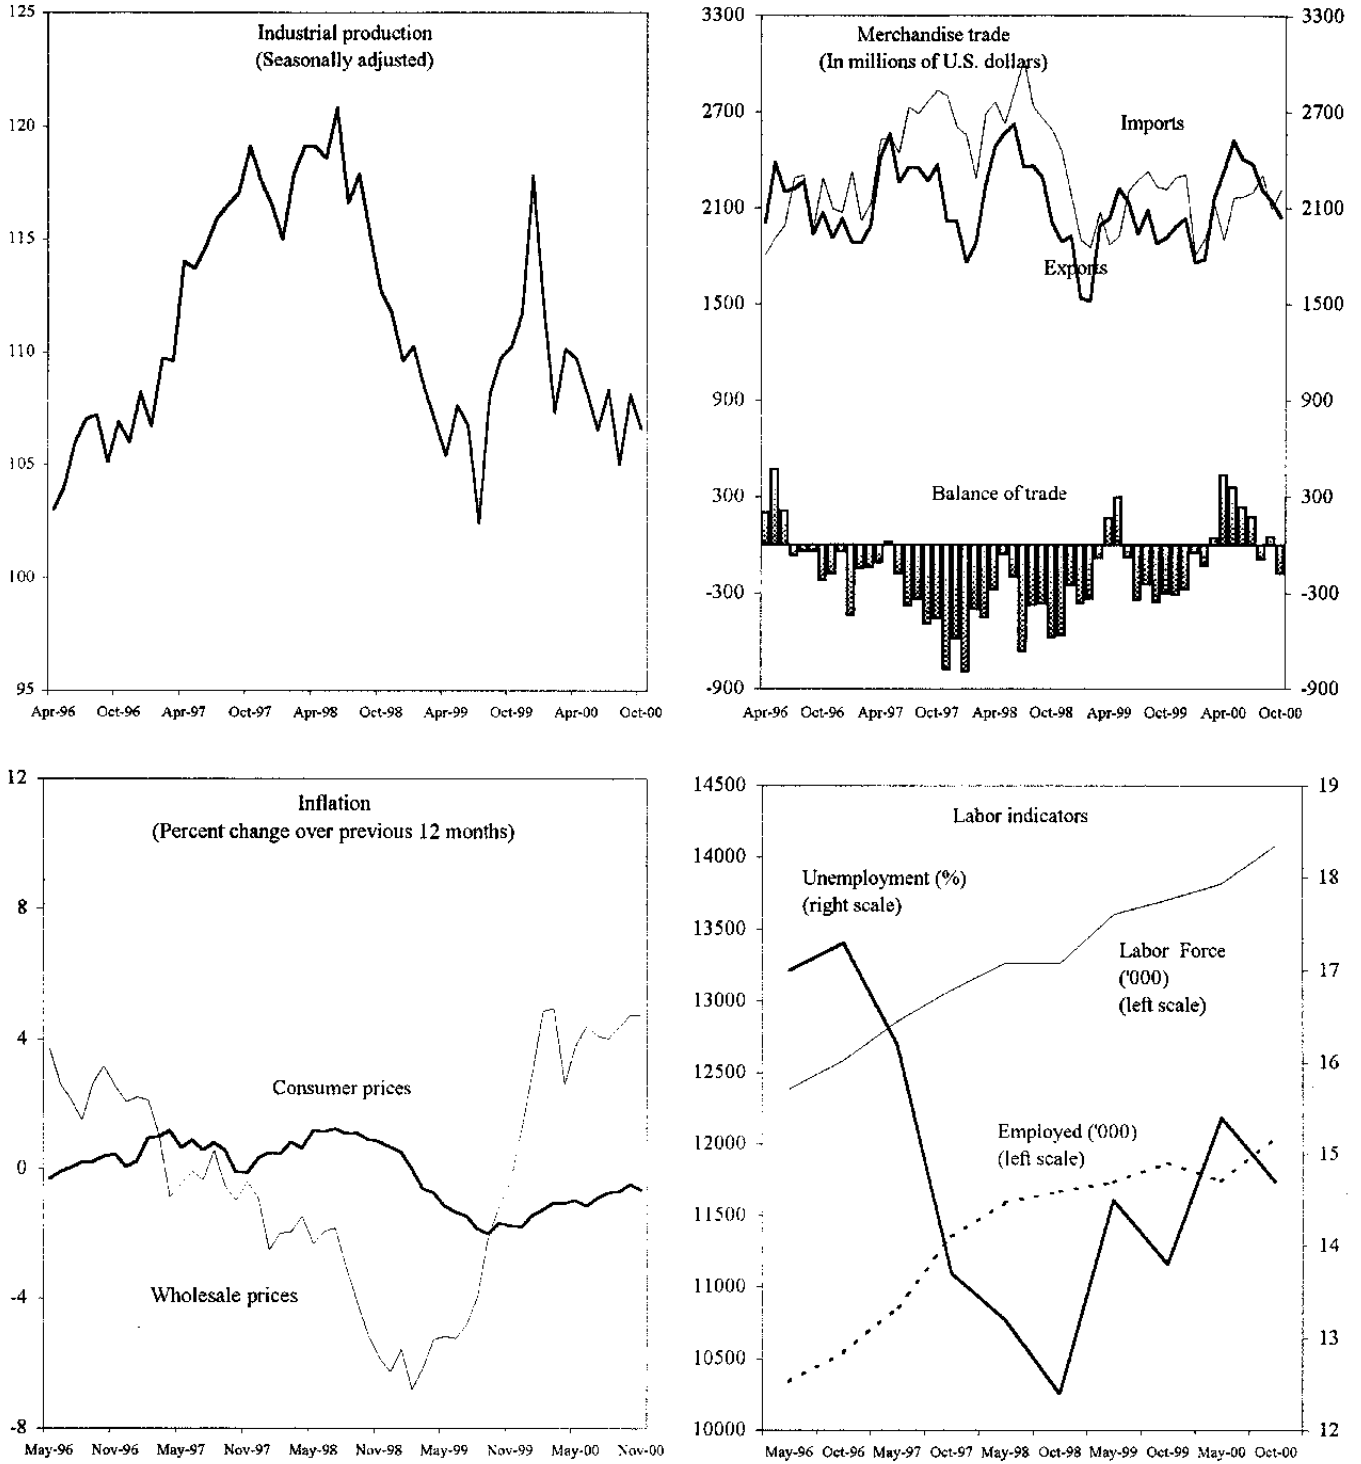 Industrial production
(Seasonally adjusted)
125
120
115
110
105
100
95
Apr-96 Oct-96 Apr-97 Oct-97 Apr-98 Oct-98 Apr-99 Oct-99 Apr-00 Oct-00
Merchandise trade
(In millions of U.S. dollars)
3300 3300
2700 2700
Imports
2100 2100
Exports
1500 1500
900 900
Balance of trade
300 300
-300 -300
-900 -900
Apr-96 Oct-96 Apr-97 Oct-97 Apr-98 Oct-98 Apr-99 Oct-99 Apr-00 Oct-00
Inflation
(Percent change over previous 12 months)
12
8
4
Consumer prices
0
Wholesale prices
-4
-8
May-96 Nov-96 May-97 Nov-97 May-98 Nov-98 May-99 Nov-99 May-00 Nov-00
Labor indicators
14500 19
14000
Unemployment (%)
(right scale)
18
13500
Labor Force
('000)
(left scale)
17
13000
12500 16
12000
Employed ('000)
(left scale)
15
11500
14
11000
13
10500
10000 12
May-96 Oct-96 May-97 Oct-97 May-98 Oct-98 May-99 Oct-99 May-00 Oct-00